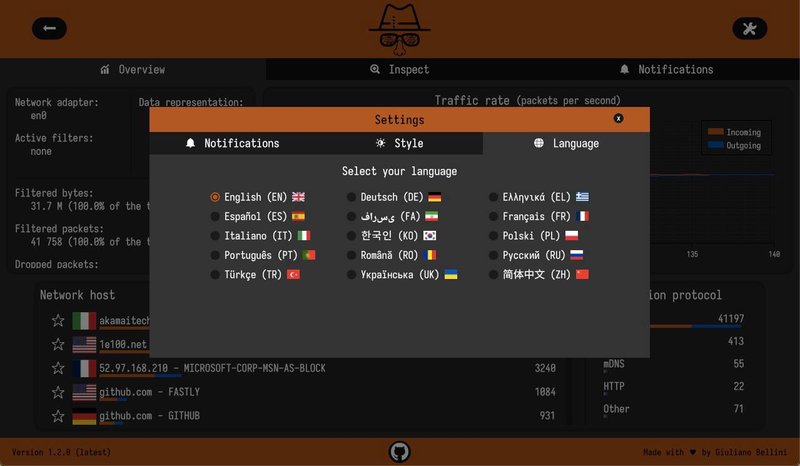 Overview
Inspect
Notifications
Network adapter:
en0
Active filters:
none
Data representation:
Filtered bytes:
31.7 M (100.0% of the t
Filtered packets:
41 758 (100.0% of the t
Dropped packets:
Traffic rate (packets per second)
Incoming
Outgoing
135
140
Settings
x
Notifications
Style
Language
Select your language
English (EN)
Deutsch (DE)
Ελληνικά (EL)
Español (ES)
فارسی (FA)
Français (FR)
Italiano (IT)
한국인 (KO)
Polski (PL)
Português (PT)
Română (RO)
Русский (RU)
Türkçe (TR)
Українська (UK)
简体中文 (ZH)
Network host
akamaitech
1e100.net
52.97.168.210 - MICROSOFT-CORP-MSN-AS-BLOCK 3240
github.com - FASTLY 1084
github.com - GITHUB 931
ion protocol
41197
413
mDNS 55
HTTP 22
Other 71
Version 1.2.0 (latest)
Made with ♥ by Giuliano Bellini